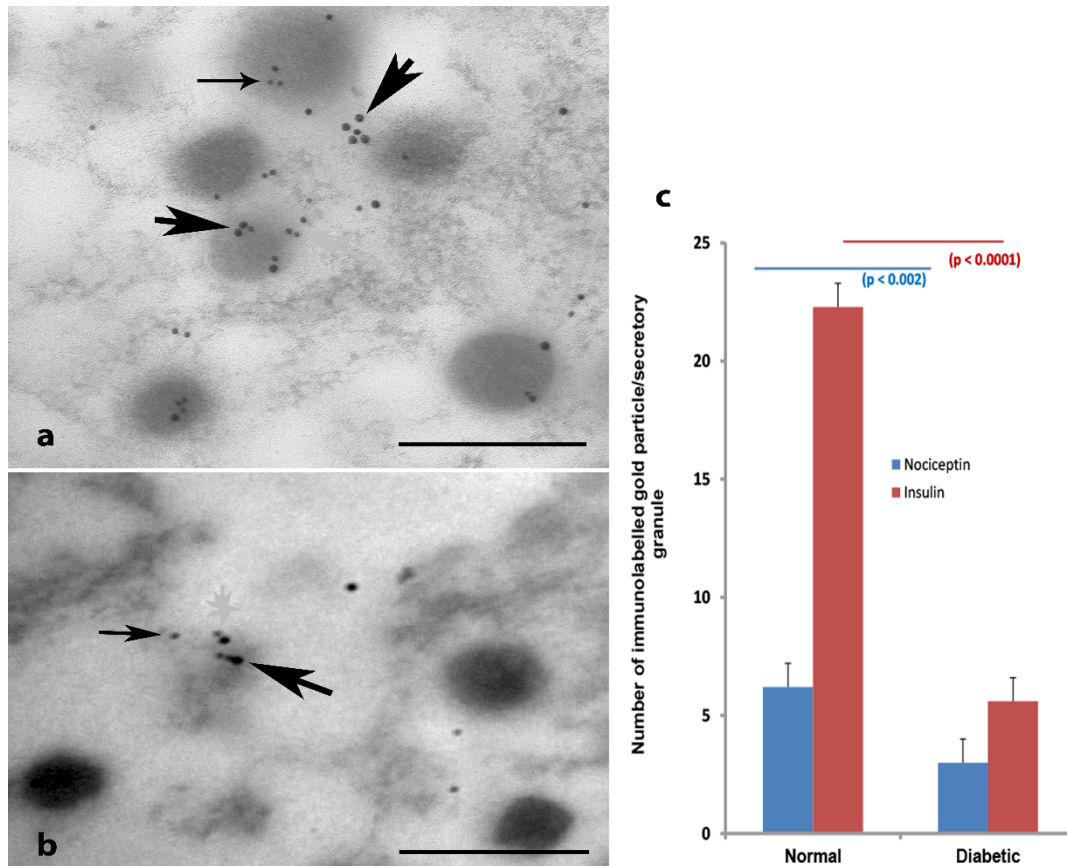 a
b
c
Number of immunolabelled gold particle/secretory
granule
25
20
15
10
5
0
(p < 0.0001)
(p < 0.002)
Nociceptin
Insulin
Normal
Diabetic